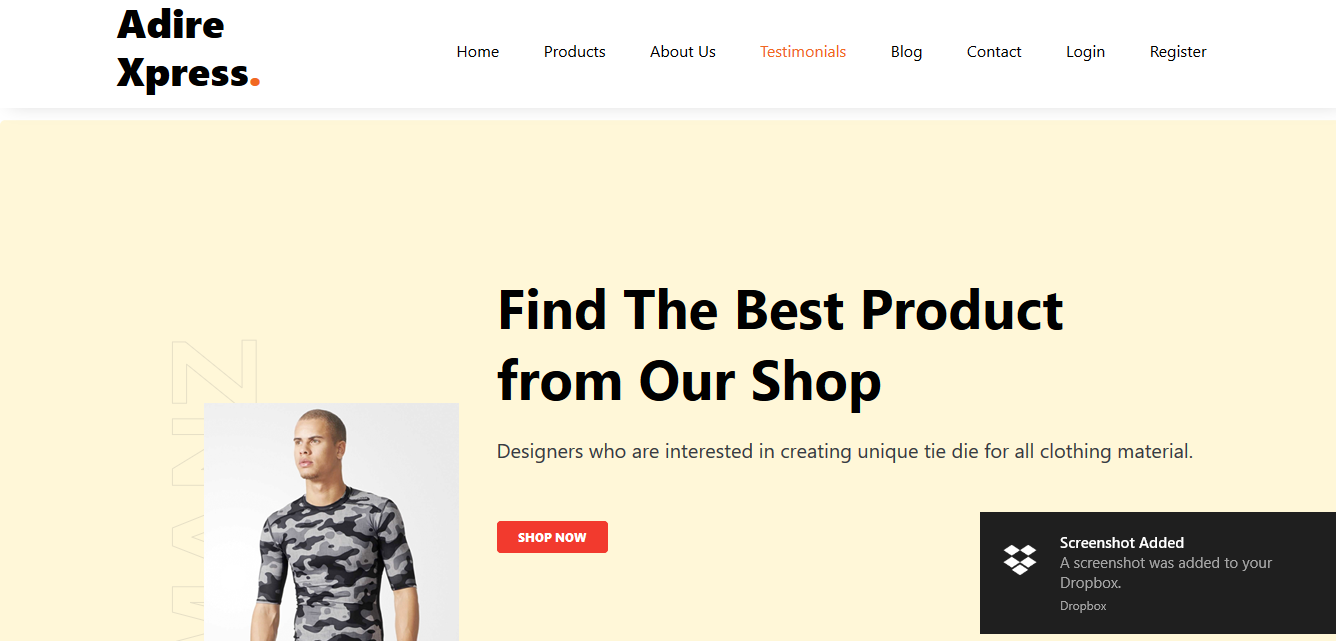 Adire
Xpress.
Home Products About Us Testimonials Blog Contact Login Register
Find The Best Product
from Our Shop
Designers who are interested in creating unique tie die for all clothing material.
SHOP NOW
Screenshot Added
A screenshot was added to your
Dropbox.
Dropbox